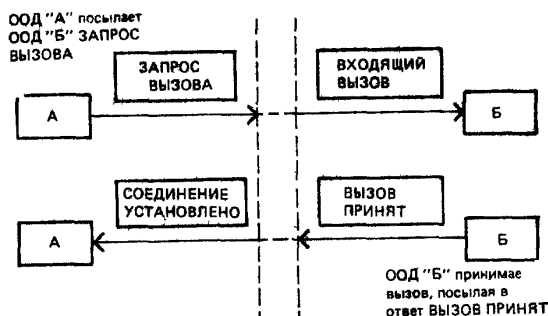 ООД "А" посылает
ООД "Б" ЗАПРОС
ВЫЗОВА
ЗАПРОС
ВЫЗОВА
ВХОДЯЩИЙ
ВЫЗОВ
А
Б
СОЕДИНЕНИЕ
УСТАНОВЛЕНО
ВЫЗОВ
ПРИНЯТ
А
Б
ООД "Б" принимае
вызов, посылая в
ответ ВЫЗОВ ПРИНЯТ